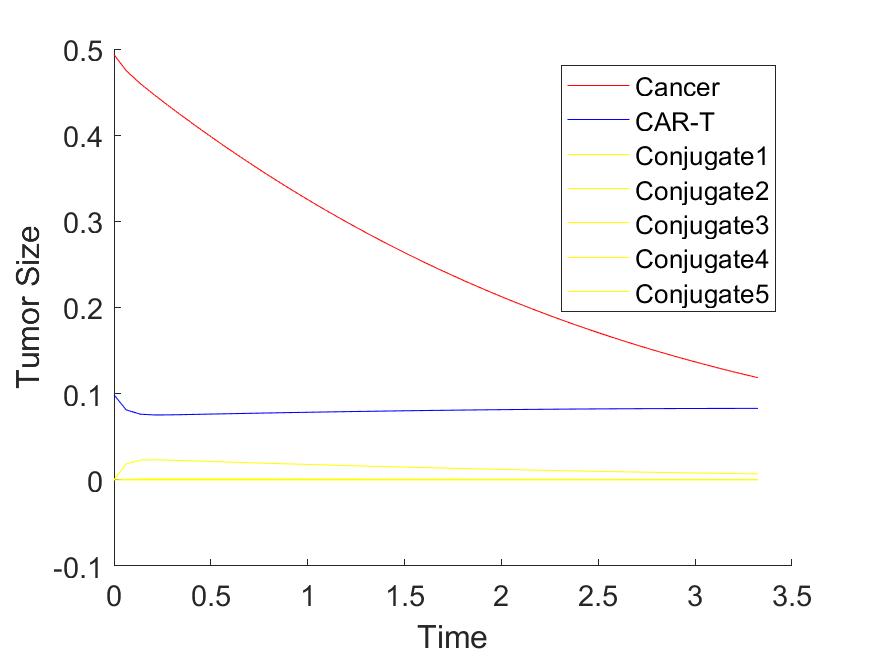 Tumor Size
0.5
0.4
0.3
0.2
0.1
0
-0.1
Cancer
CAR-T
Conjugate1
Conjugate2
Conjugate3
Conjugate4
Conjugate5
0 0.5 1 1.5 2 2.5 3 3.5
Time